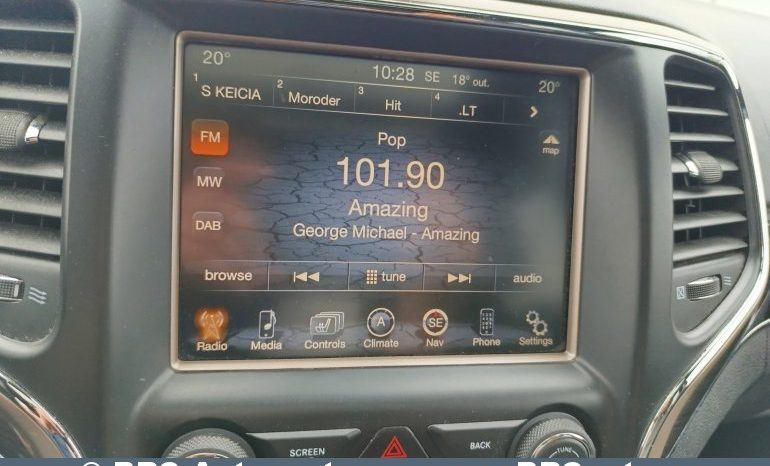 20°
10:28 SE 18° out. 20°
1 S KEICIA 2 Moroder 3 Hit 4 .LT
FM Pop map
101.90
MW
Amazing
DAB George Michael - Amazing
browse tune audio
Radio Media Controls A Climate SE Nav Phone Settings
SCREEN BACK TUNE